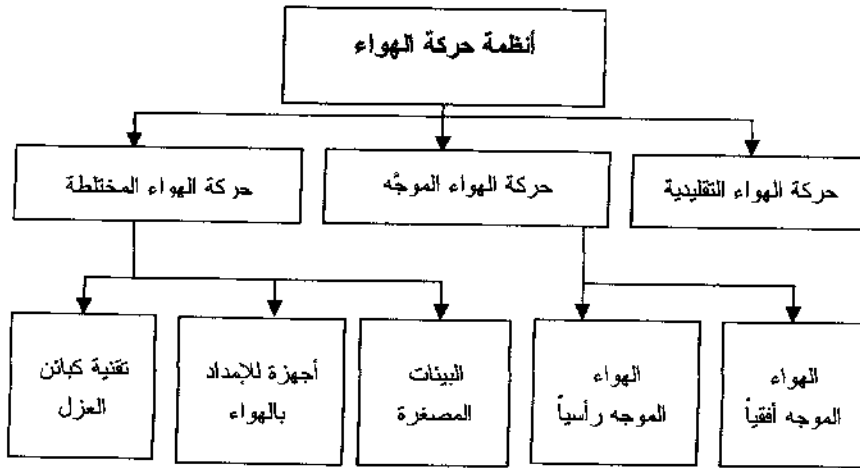 أنظمة حركة الهواء
حركة الهواء التقليدية
حركة الهواء الموجَّه
حركة الهواء المختلطة
الهواء
الموجه أفقياً
الهواء
الموجه رأسياً
البيئات
المصغرة
أجهزة للإمداد
بالهواء
تقنية كبائن
العزل